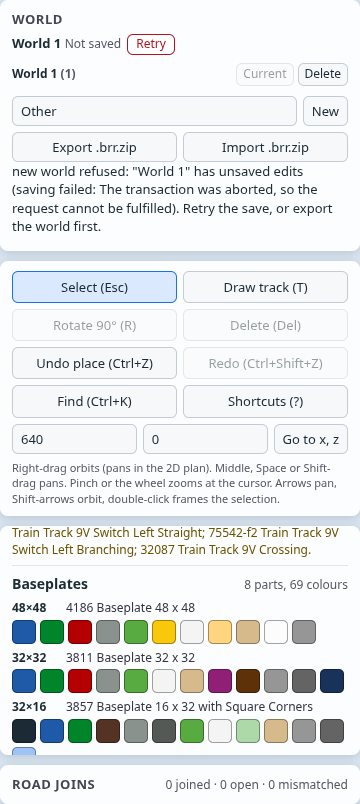 WORLD
World 1 Not saved Retry
World 1 (1) Current Delete
Other New
Export .brr.zip Import .brr.zip
new world refused: "World 1" has unsaved edits
(saving failed: The transaction was aborted, so the
request cannot be fulfilled). Retry the save, or export
the world first.
Select (Esc) Draw track (T)
Rotate 90° (R) Delete (Del)
Undo place (Ctrl+Z) Redo (Ctrl+Shift+Z)
Find (Ctrl+K) Shortcuts (?)
640 0 Go to x, z
Right-drag orbits (pans in the 2D plan). Middle, Space or Shift-
drag pans. Pinch or the wheel zooms at the cursor. Arrows pan,
Shift-arrows orbit, double-click frames the selection.
Train Track 9V Switch Left Straight; 75542-f2 Train Track 9V
Switch Left Branching; 32087 Train Track 9V Crossing.
Baseplates 8 parts, 69 colours
48×48 4186 Baseplate 48 x 48
32×32 3811 Baseplate 32 x 32
32×16 3857 Baseplate 16 x 32 with Square Corners
ROAD JOINS 0 joined · 0 open · 0 mismatched